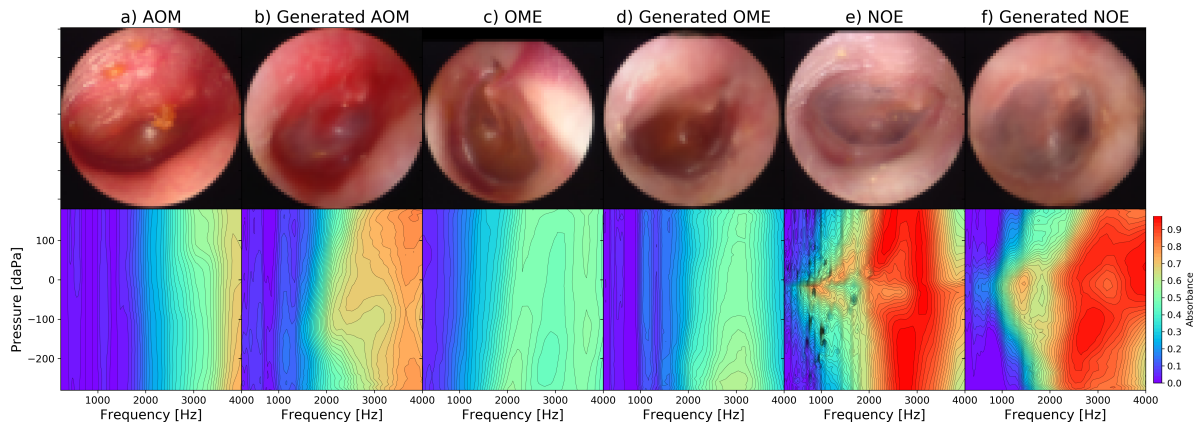 a) AOM
b) Generated AOM
c) OME
d) Generated OME
e) NOE
f) Generated NOE
Pressure [daPa]
100
0
−100
−200
1000 2000 3000 4000
1000 2000 3000 4000
1000 2000 3000 4000
1000 2000 3000 4000
1000 2000 3000 4000
1000 2000 3000 4000
Frequency [Hz]
Frequency [Hz]
Frequency [Hz]
Frequency [Hz]
Frequency [Hz]
Frequency [Hz]
0.9
0.8
0.7
0.6
0.5
0.4
0.3
0.2
0.1
0.0
Absorbance